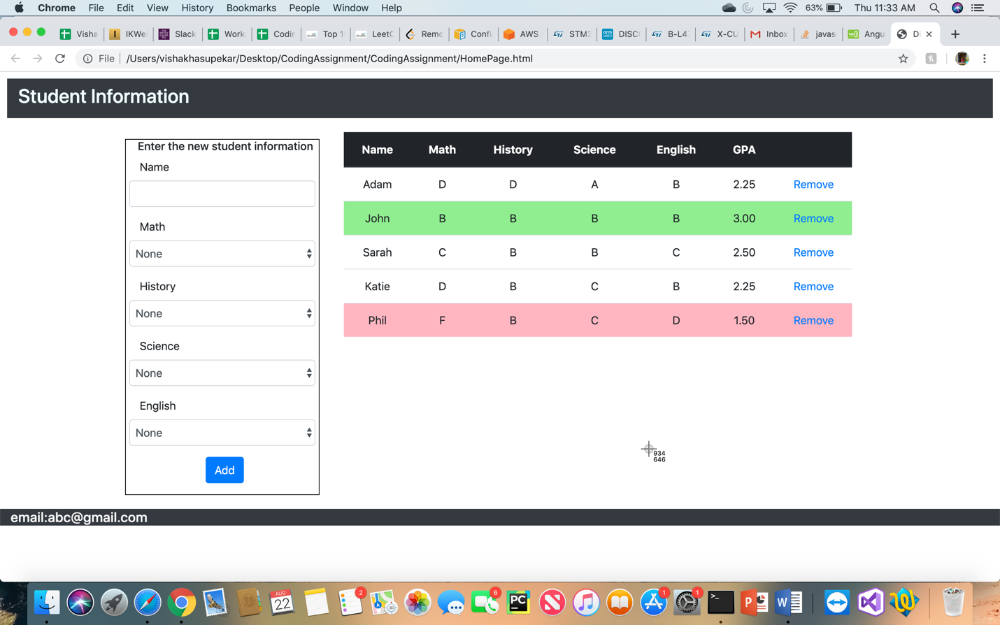 Chrome File Edit View History Bookmarks People Window Help 63% Thu 11:33 AM
Visha IKWe Slack Work Codin Top 1 LeetC Remo Confi AWS STM3 DISC B-L4 X-CU Inbox javas Angu Di
File /Users/vishakhasupekar/Desktop/CodingAssignment/CodingAssignment/HomePage.html
Student Information
Enter the new student information
Name
Math
None
History
None
Science
None
English
None
Add
Name Math History Science English GPA
Adam D D A B 2.25 Remove
John B B B B 3.00 Remove
Sarah C B B C 2.50 Remove
Katie D B C B 2.25 Remove
Phil F B C D 1.50 Remove
934
646
email:abc@gmail.com
AUG
22
2
6
PC
1
1
>_
P
W